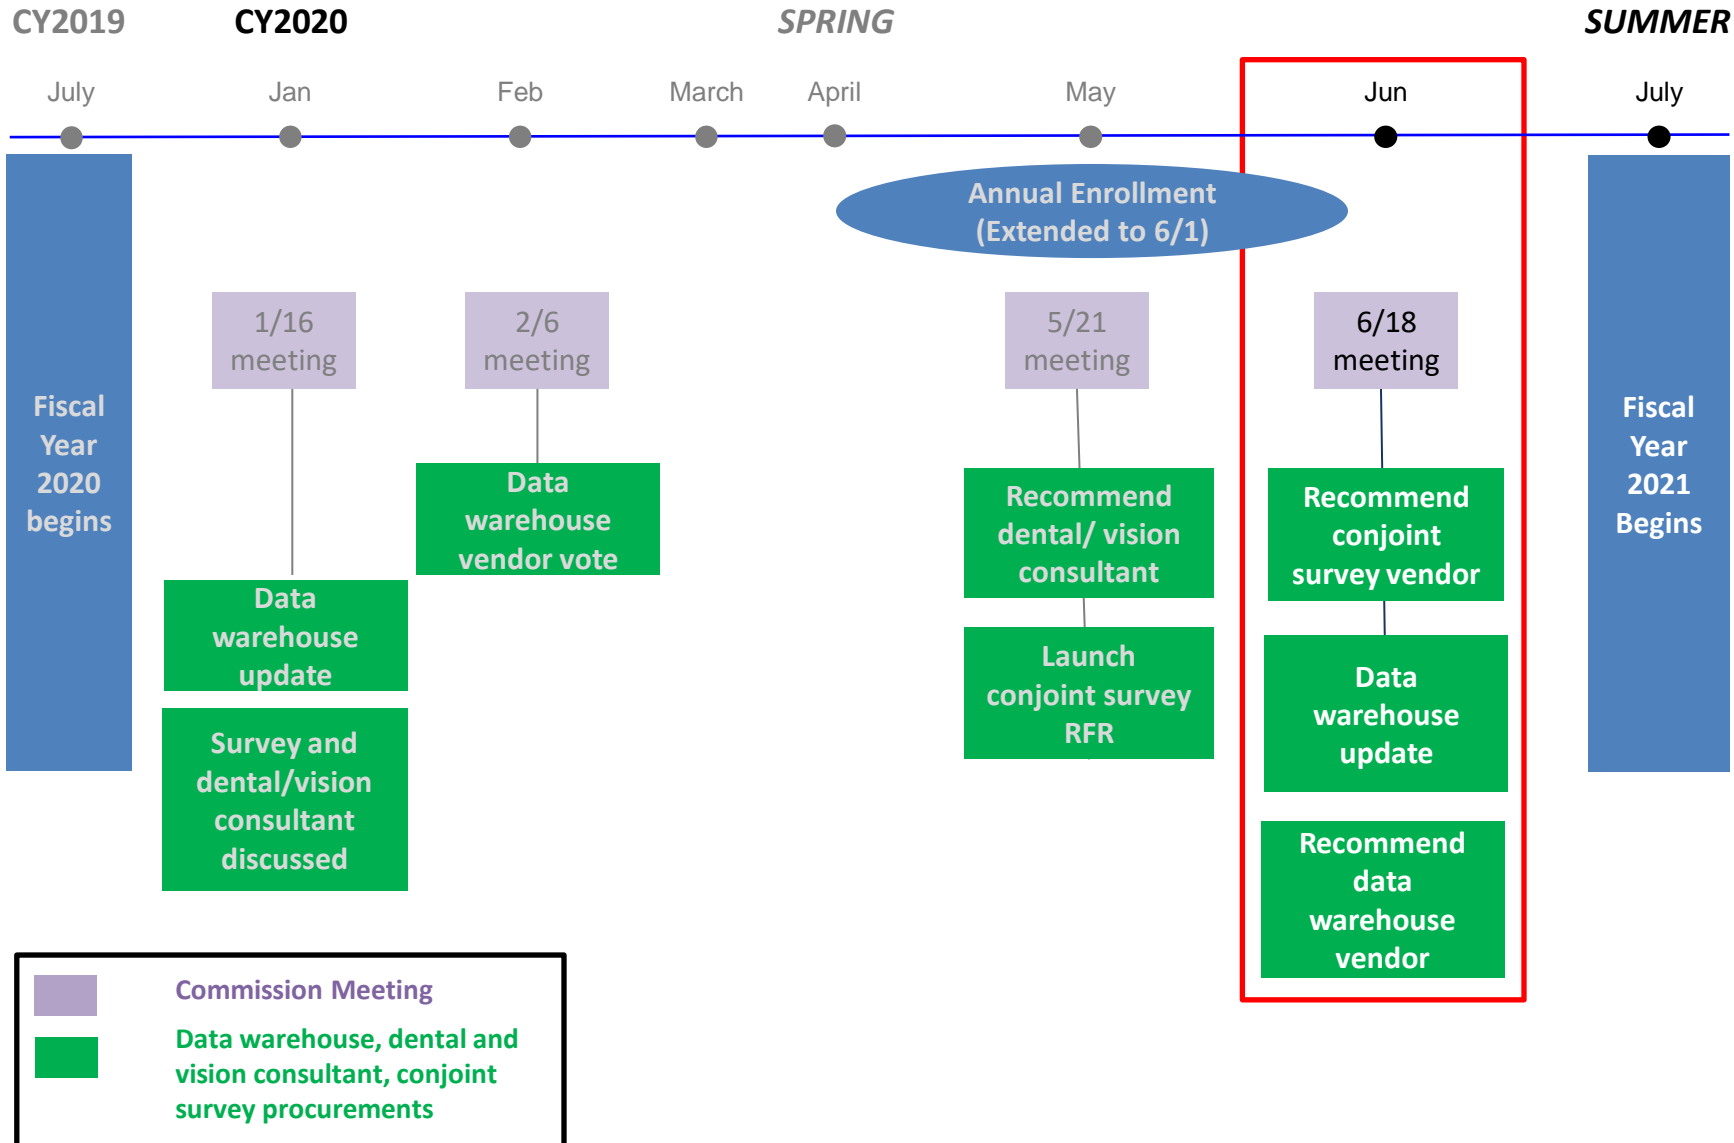 CY2019 CY2020 SPRING SUMMER
July Jan Feb March April May Jun July
Annual Enrollment
(Extended to 6/1)
1/16
meeting
2/6
meeting
5/21
meeting
6/18
meeting
Fiscal
Year
2020
begins
Data
warehouse
update
Survey and
dental/vision
consultant
discussed
Data
warehouse
vendor vote
Recommend
dental/ vision
consultant
Launch
conjoint survey
RFR
Recommend
conjoint
survey vendor
Data
warehouse
update
Recommend
data
warehouse
vendor
Fiscal
Year
2021
Begins
Commission Meeting
Data warehouse, dental and
vision consultant, conjoint
survey procurements